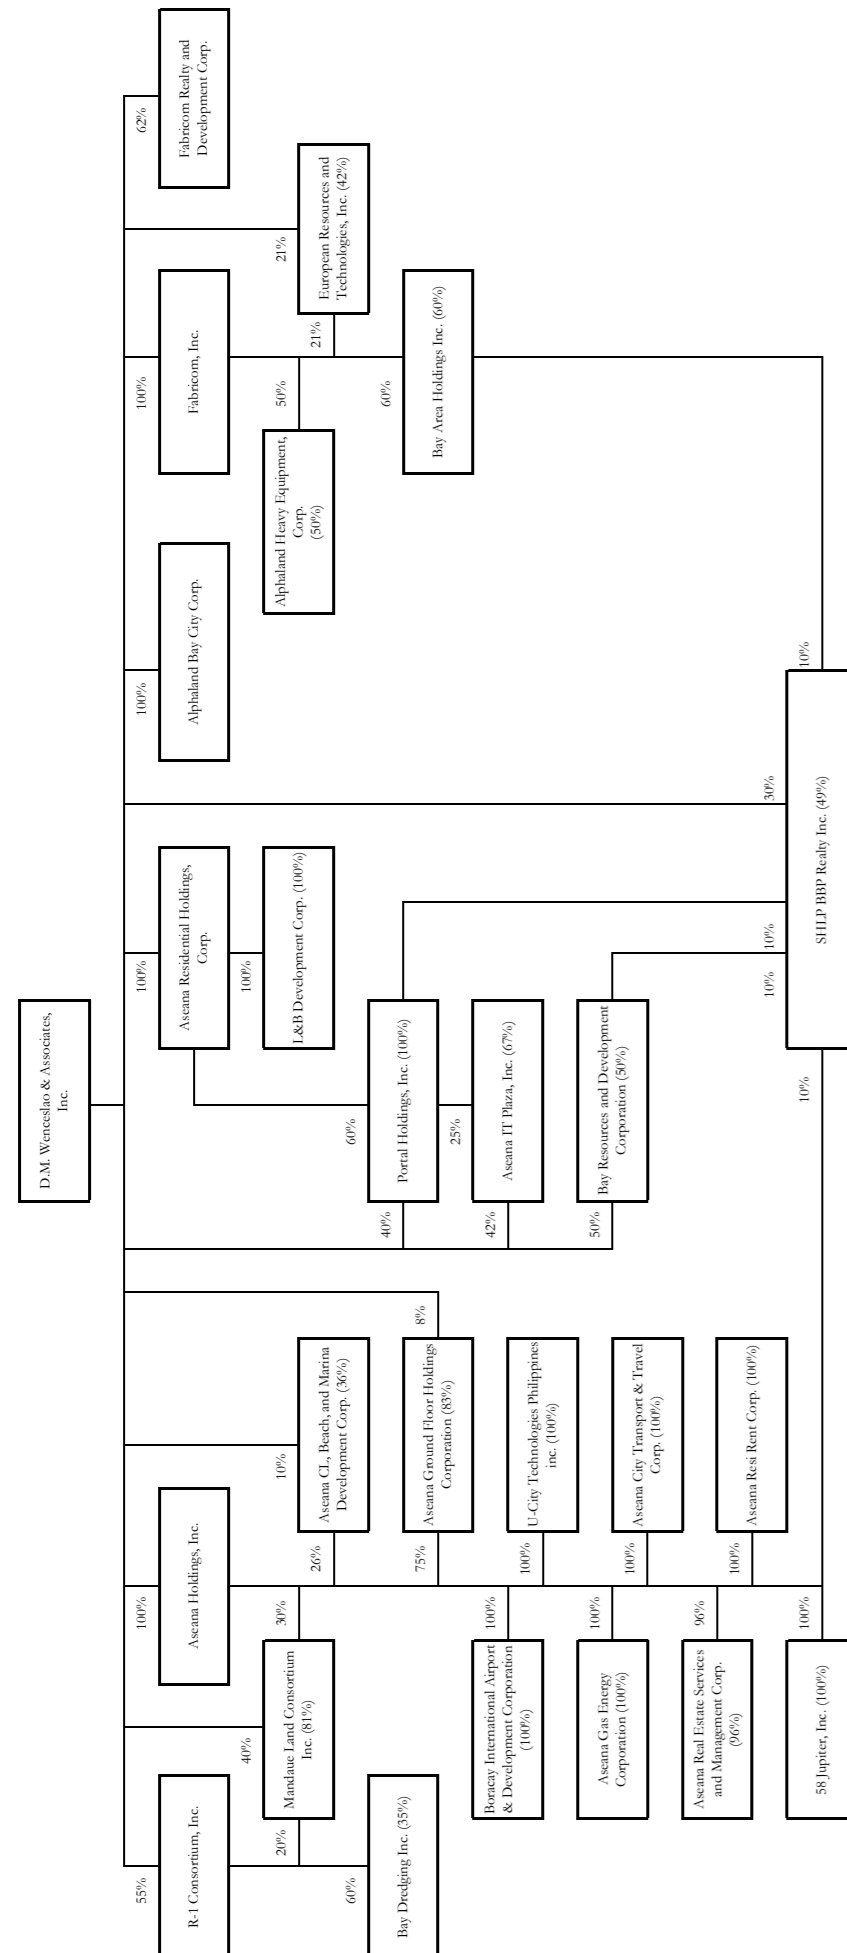 D.M. Wenceslao & Associates,
Inc.
55%
R-1 Consortium, Inc.
100%
Aseana Holdings, Inc.
100%
Aseana Residential Holdings,
Corp.
100%
Alphaland Bay City Corp.
100%
Fabricom, Inc.
62%
Fabricom Realty and
Development Corp.
40%
20%
Mandaue Land Consortium
Inc. (81%)
30%
60%
Bay Dredging Inc. (35%)
10%
26%
Aseana CL, Beach, and Marina
Development Corp. (36%)
8%
75%
Aseana Ground Floor Holdings
Corporation (83%)
100%
Boracay International Airport
& Development Corporation
(100%)
100%
U-City Technologies Philippines
inc. (100%)
100%
Aseana Gas Energy
Corporation (100%)
100%
Aseana City Transport & Travel
Corp. (100%)
96%
Aseana Real Estate Services
and Management Corp.
(96%)
100%
Aseana Resi Rent Corp. (100%)
100%
58 Jupiter, Inc. (100%)
100%
L&B Development Corp. (100%)
60%
40%
Portal Holdings, Inc. (100%)
25%
42%
Aseana IT Plaza, Inc. (67%)
50%
Bay Resources and Development
Corporation (50%)
50%
Alphaland Heavy Equipment,
Corp.
(50%)
21%
21%
European Resources and
Technologies, Inc. (42%)
60%
Bay Area Holdings Inc. (60%)
10%
10%
10%
30%
10%
SHLP BBP Realty Inc. (49%)